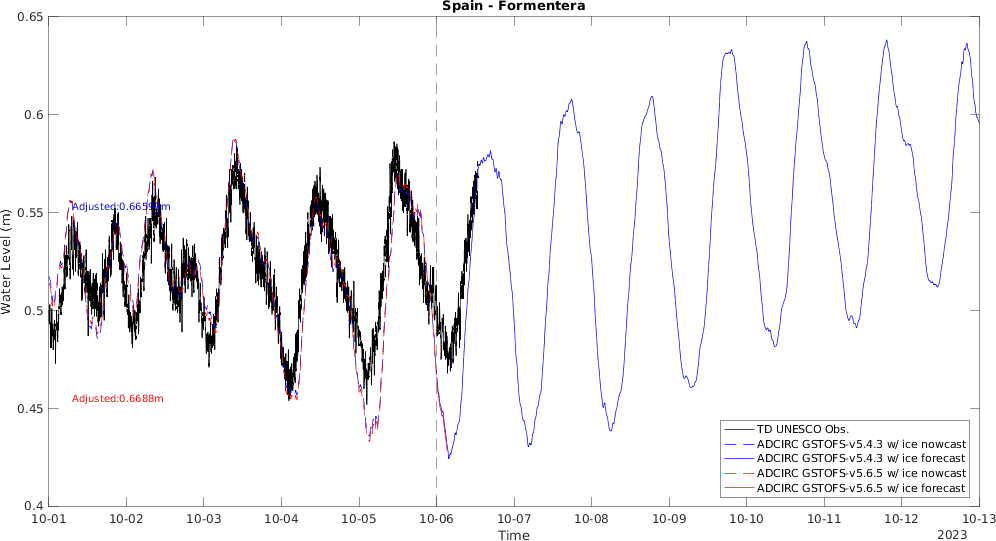 Spain - Formentera
Water Level (m)
0.65
0.6
0.55
0.5
0.45
0.4
Adjusted:0.6688m
TD UNESCO Obs.
ADCIRC GSTOFS-v5.4.3 w/ ice nowcast
ADCIRC GSTOFS-v5.4.3 w/ ice forecast
ADCIRC GSTOFS-v5.6.5 w/ ice nowcast
ADCIRC GSTOFS-v5.6.5 w/ ice forecast
10-01 10-02 10-03 10-04 10-05 10-06 10-07 10-08 10-09 10-10 10-11 10-12 10-13
Time
2023